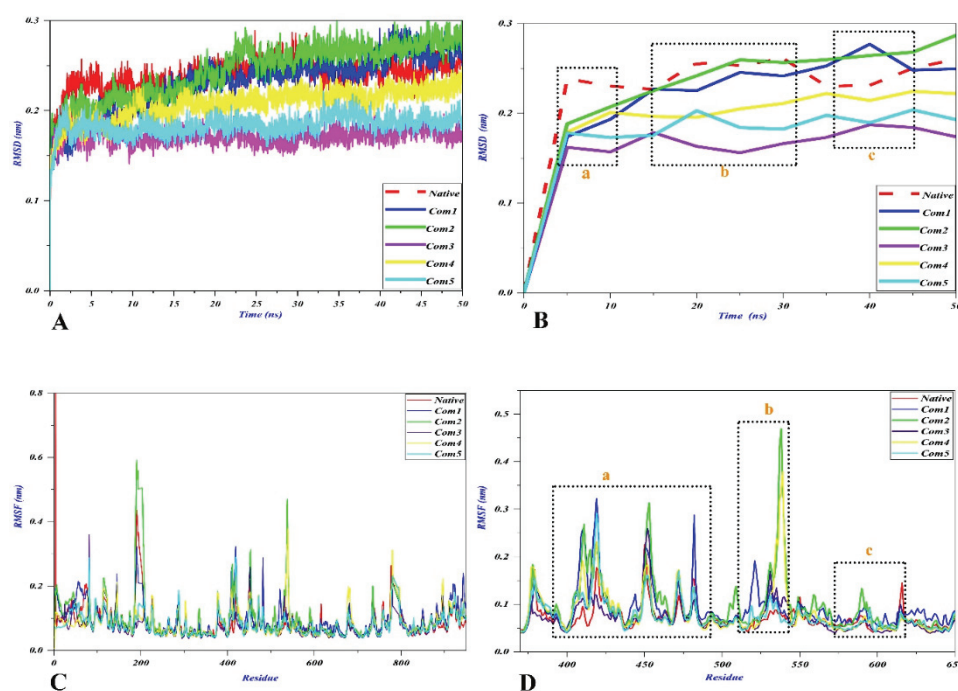 0.3
0.2
0.1
0.0
RMSD (nm)
0 5 10 15 20 25 30 35 40 45 50
Time (ns)
Native
Com1
Com2
Com3
Com4
Com5
A
0.3
0.2
0.1
0.0
RMSD (nm)
0 10 20 30 40 50
Time (ns)
a
b
c
Native
Com1
Com2
Com3
Com4
Com5
B
0.8
0.6
0.4
0.2
0.0
RMSF (nm)
0 200 400 600 800
Residue
Native
Com1
Com2
Com3
Com4
Com5
C
0.5
0.4
0.3
0.2
0.1
0.0
RMSF (nm)
400 450 500 550 600 650
Residne
a
b
c
Native
Com1
Com2
Com3
Com4
Com5
D